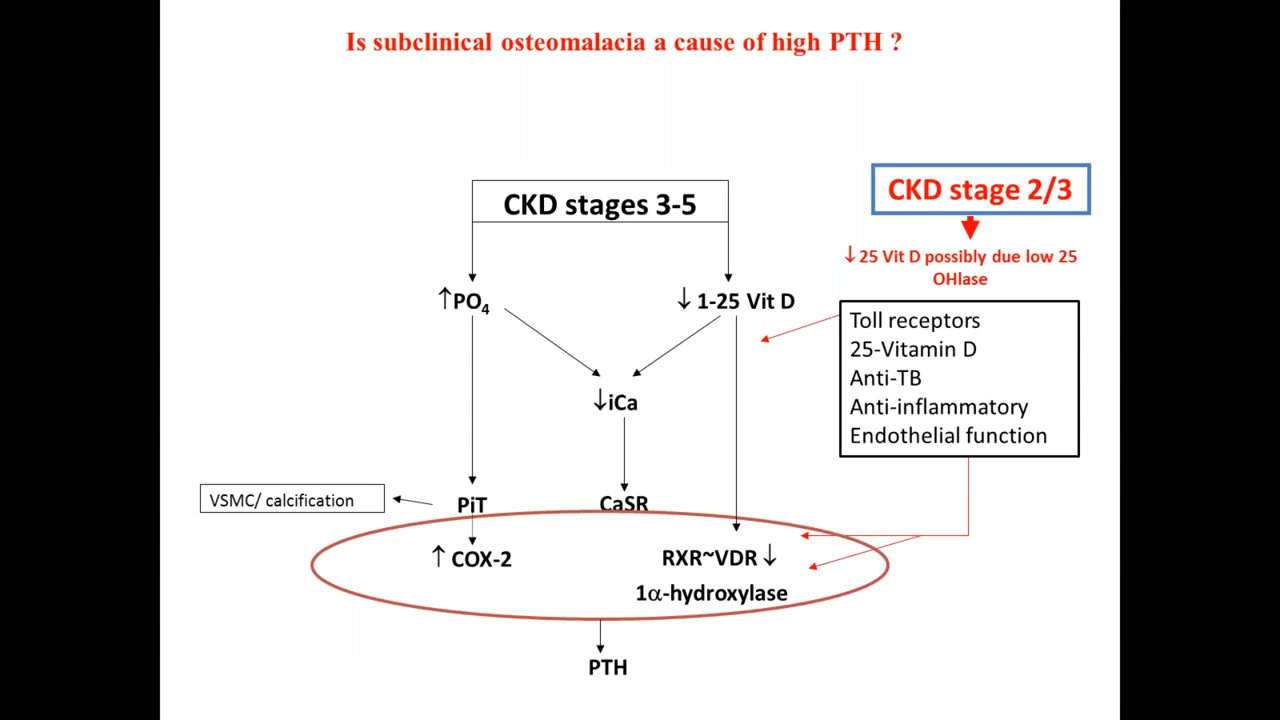 Is subclinical osteomalacia a cause of high PTH ?
CKD stages 3-5
CKD stage 2/3
↓25 Vit D possibly due low 25
OHlase
↑PO₄
↓ 1-25 Vit D
Toll receptors
25-Vitamin D
Anti-TB
Anti-inflammatory
Endothelial function
↓iCa
VSMC/ calcification
PiT
CaSR
↑ COX-2
RXR~VDR↓
1α-hydroxylase
PTH